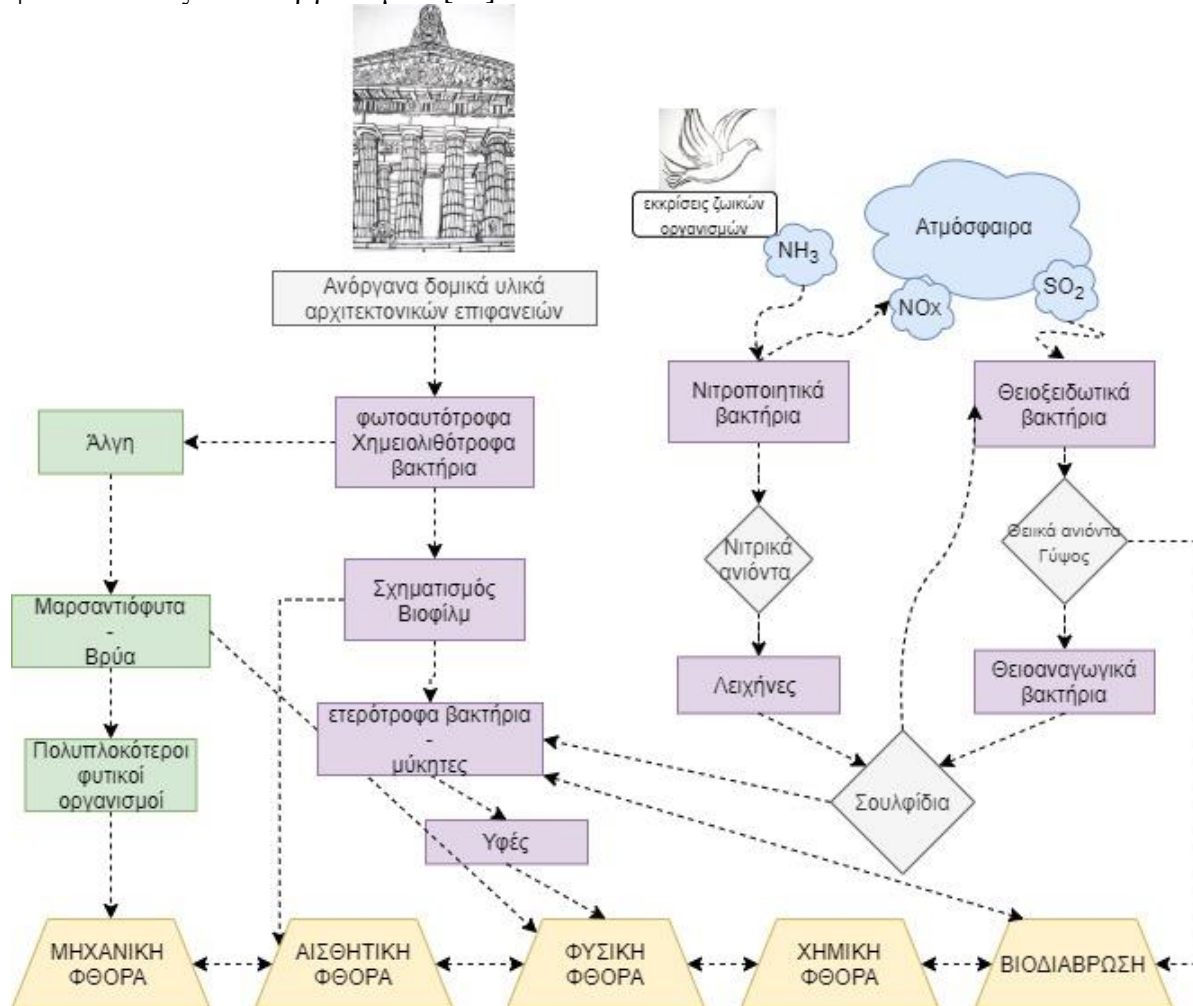 εκκρίσεις ζωικών
οργανισμών
NH3
Ατμόσφαιρα
NOx
SO2
Ανόργανα δομικά υλικά
αρχιτεκτονικών επιφανειών
φωτοαυτότροφα
Χημειολιθότροφα
βακτήρια
Νιτροποιητικά
βακτήρια
Θειοξειδωτικά
βακτήρια
Άλγη
Νιτρικά
ανιόντα
Θειικά ανιόντα
Γύψος
Μαρσαντιόφυτα
-
Βρύα
Σχηματισμός
Βιοφίλμ
Λειχήνες
Θειοαναγωγικά
βακτήρια
ετερότροφα βακτήρια
-
μύκητες
Πολυπλοκότεροι
φυτικοί
οργανισμοί
Σουλφίδια
Υφές
ΜΗΧΑΝΙΚΗ
ΦΘΟΡΑ
ΑΙΣΘΗΤΙΚΗ
ΦΘΟΡΑ
ΦΥΣΙΚΗ
ΦΘΟΡΑ
ΧΗΜΙΚΗ
ΦΘΟΡΑ
ΒΙΟΔΙΑΒΡΩΣΗ